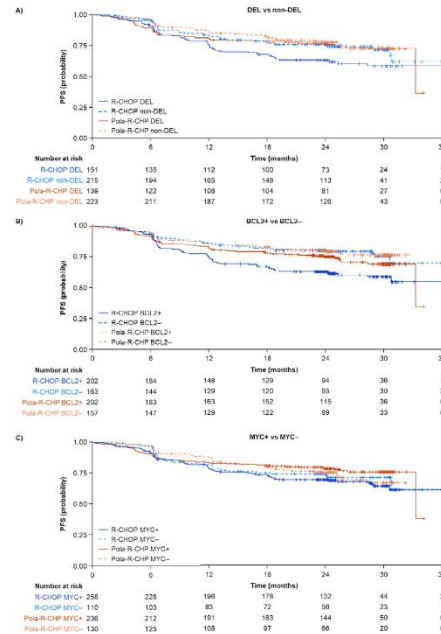 A)
DEL vs non-DEL
1.00
0.75
0.50
0.25
0.00
PFS (probability)
R-CHOP DEL
R-CHOP non-DEL
Pola-R-CHP DEL
Pola-R-CHP non-DEL
0 6 12 18 24 30
Number at risk Time (months)
R-CHOP DEL 151 135 112 100 73 24
R-CHOP non-DEL 215 194 165 148 113 41
Pola-R-CHP DEL 139 122 108 104 81 27
Pola-R-CHP non-DEL 223 211 187 172 126 43
B)
BCL2+ vs BCL2–
1.00
0.75
0.50
0.25
0.00
PFS (probability)
R-CHOP BCL2+
R-CHOP BCL2–
Pola-R-CHP BCL2+
Pola-R-CHP BCL2–
0 6 12 18 24 30
Number at risk Time (months)
R-CHOP BCL2+ 202 184 148 129 94 36
R-CHOP BCL2– 163 144 129 120 93 30
Pola-R-CHP BCL2+ 202 183 163 152 115 36
Pola-R-CHP BCL2– 157 147 129 122 89 33
C)
MYC+ vs MYC–
1.00
0.75
0.50
0.25
0.00
PFS (probability)
R-CHOP MYC+
R-CHOP MYC–
Pola-R-CHP MYC+
Pola-R-CHP MYC–
0 6 12 18 24 30
Number at risk Time (months)
R-CHOP MYC+ 258 228 196 178 132 44
R-CHOP MYC– 110 103 83 72 56 23
Pola-R-CHP MYC+ 236 212 191 183 144 50
Pola-R-CHP MYC– 130 125 108 97 66 20